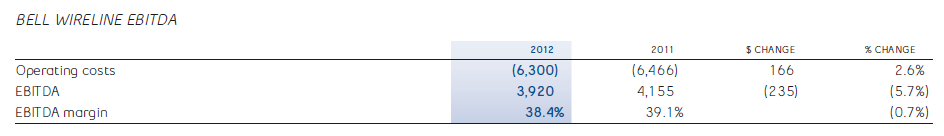 BELL WIRELINE EBITDA
2012 2011 $ CHANGE % CHANGE
Operating costs (6,300) (6,466) 166 2.6%
EBITDA 3,920 4,155 (235) (5.7%)
EBITDA margin 38.4% 39.1% (0.7%)